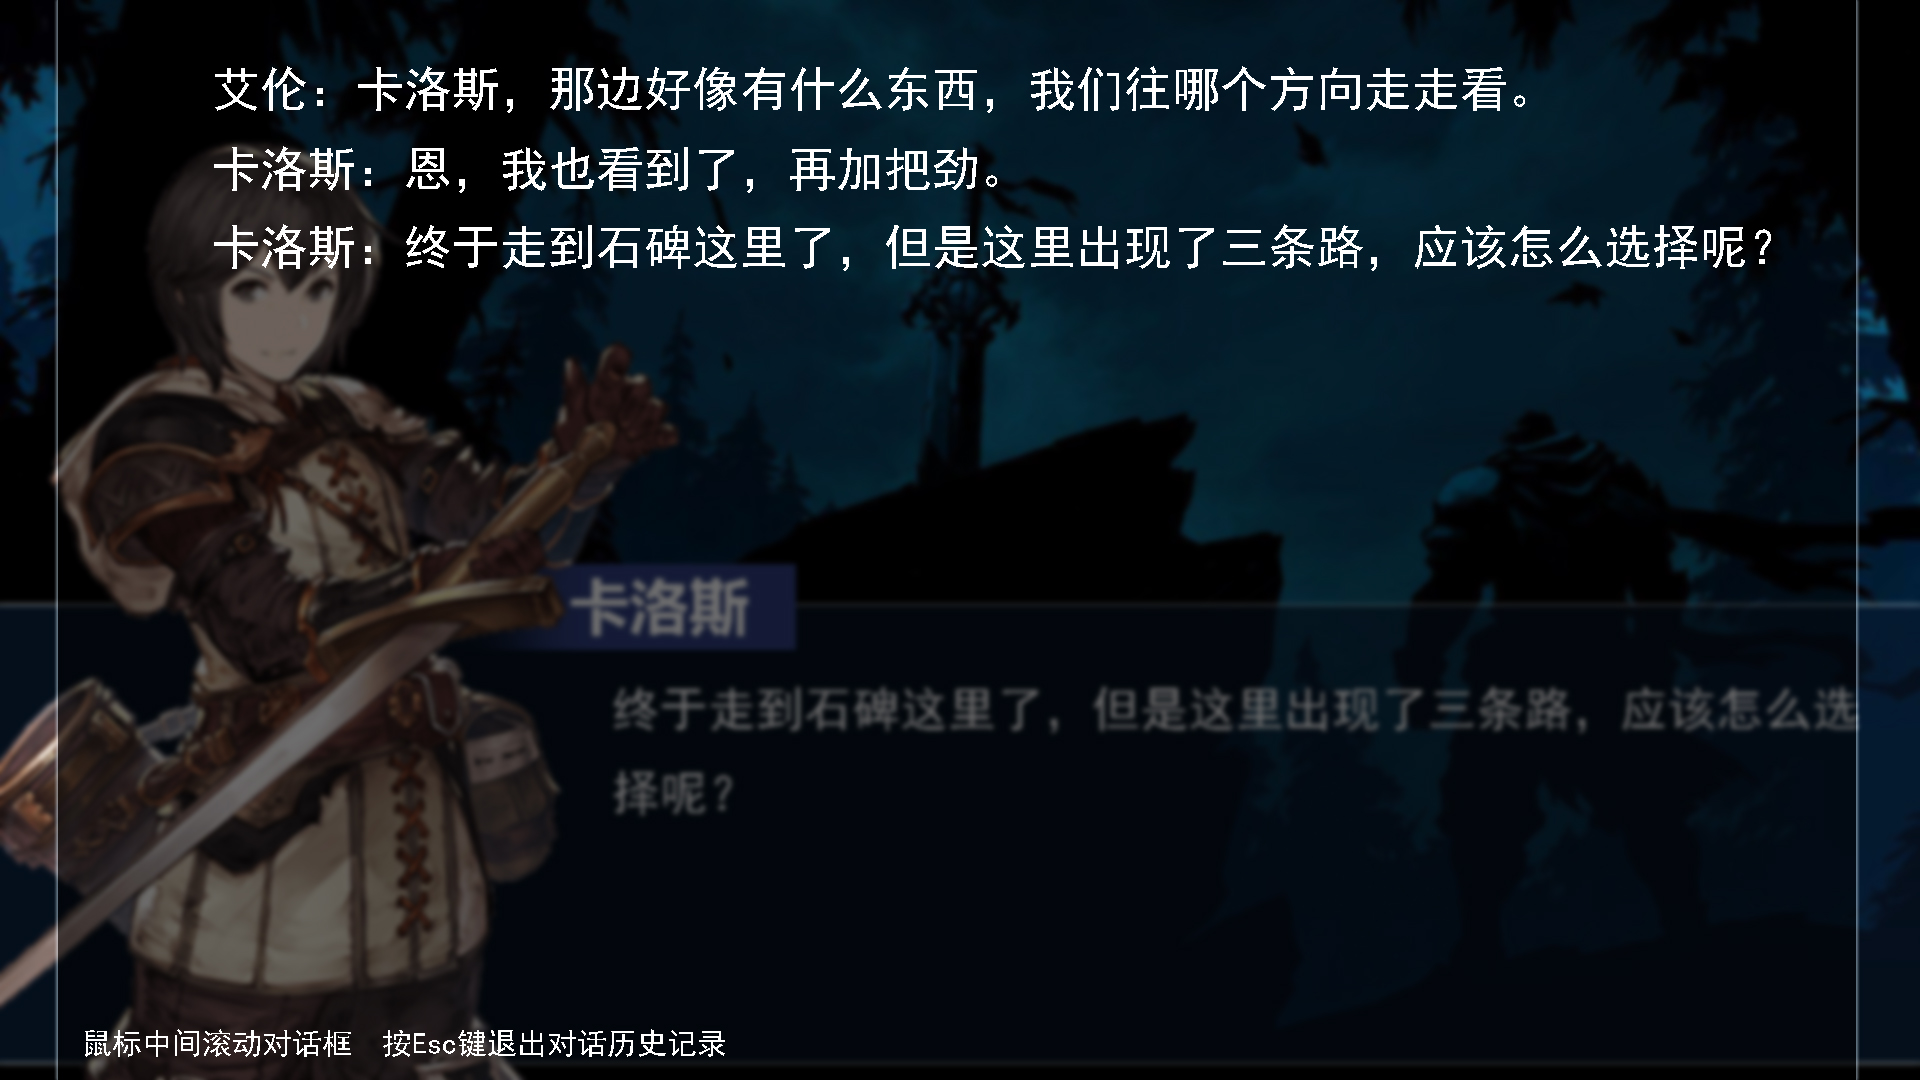 艾伦：卡洛斯，那边好像有什么东西，我们往哪个方向走走看。
卡洛斯：恩，我也看到了，再加把劲。
卡洛斯：终于走到石碑这里了，但是这里出现了三条路，应该怎么选择呢？
卡洛斯
终于走到石碑这里了，但是这里出现了三条路，应该怎么选
择呢？
鼠标中间滚动对话框　按Esc键退出对话历史记录